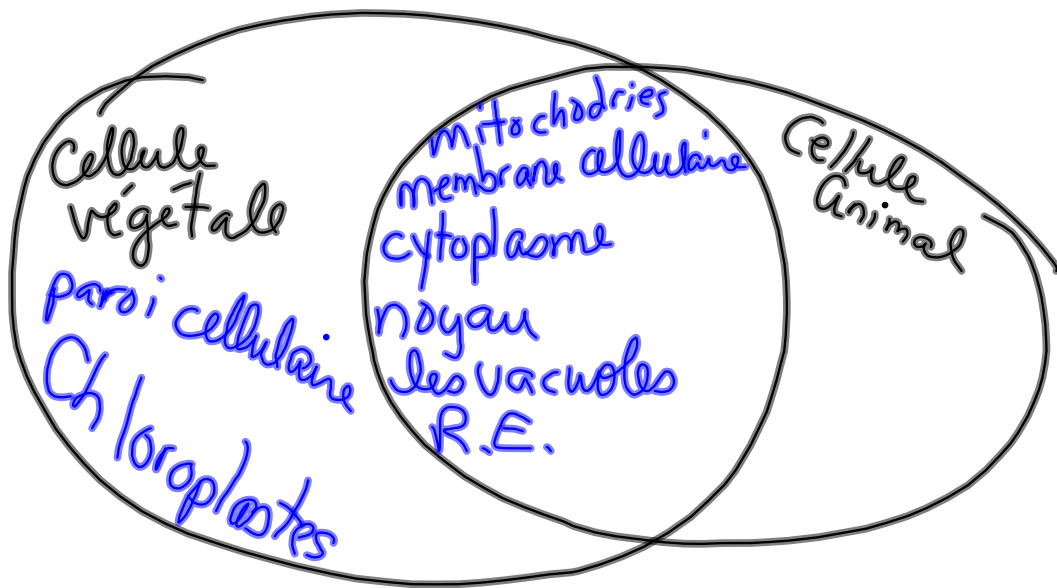 Cellule
végétale
paroi cellulaire
Chloroplastes
mitochodries
membrane cellulaire
cytoplasme
noyau
les vacuoles
R.E.
Cellule
animal